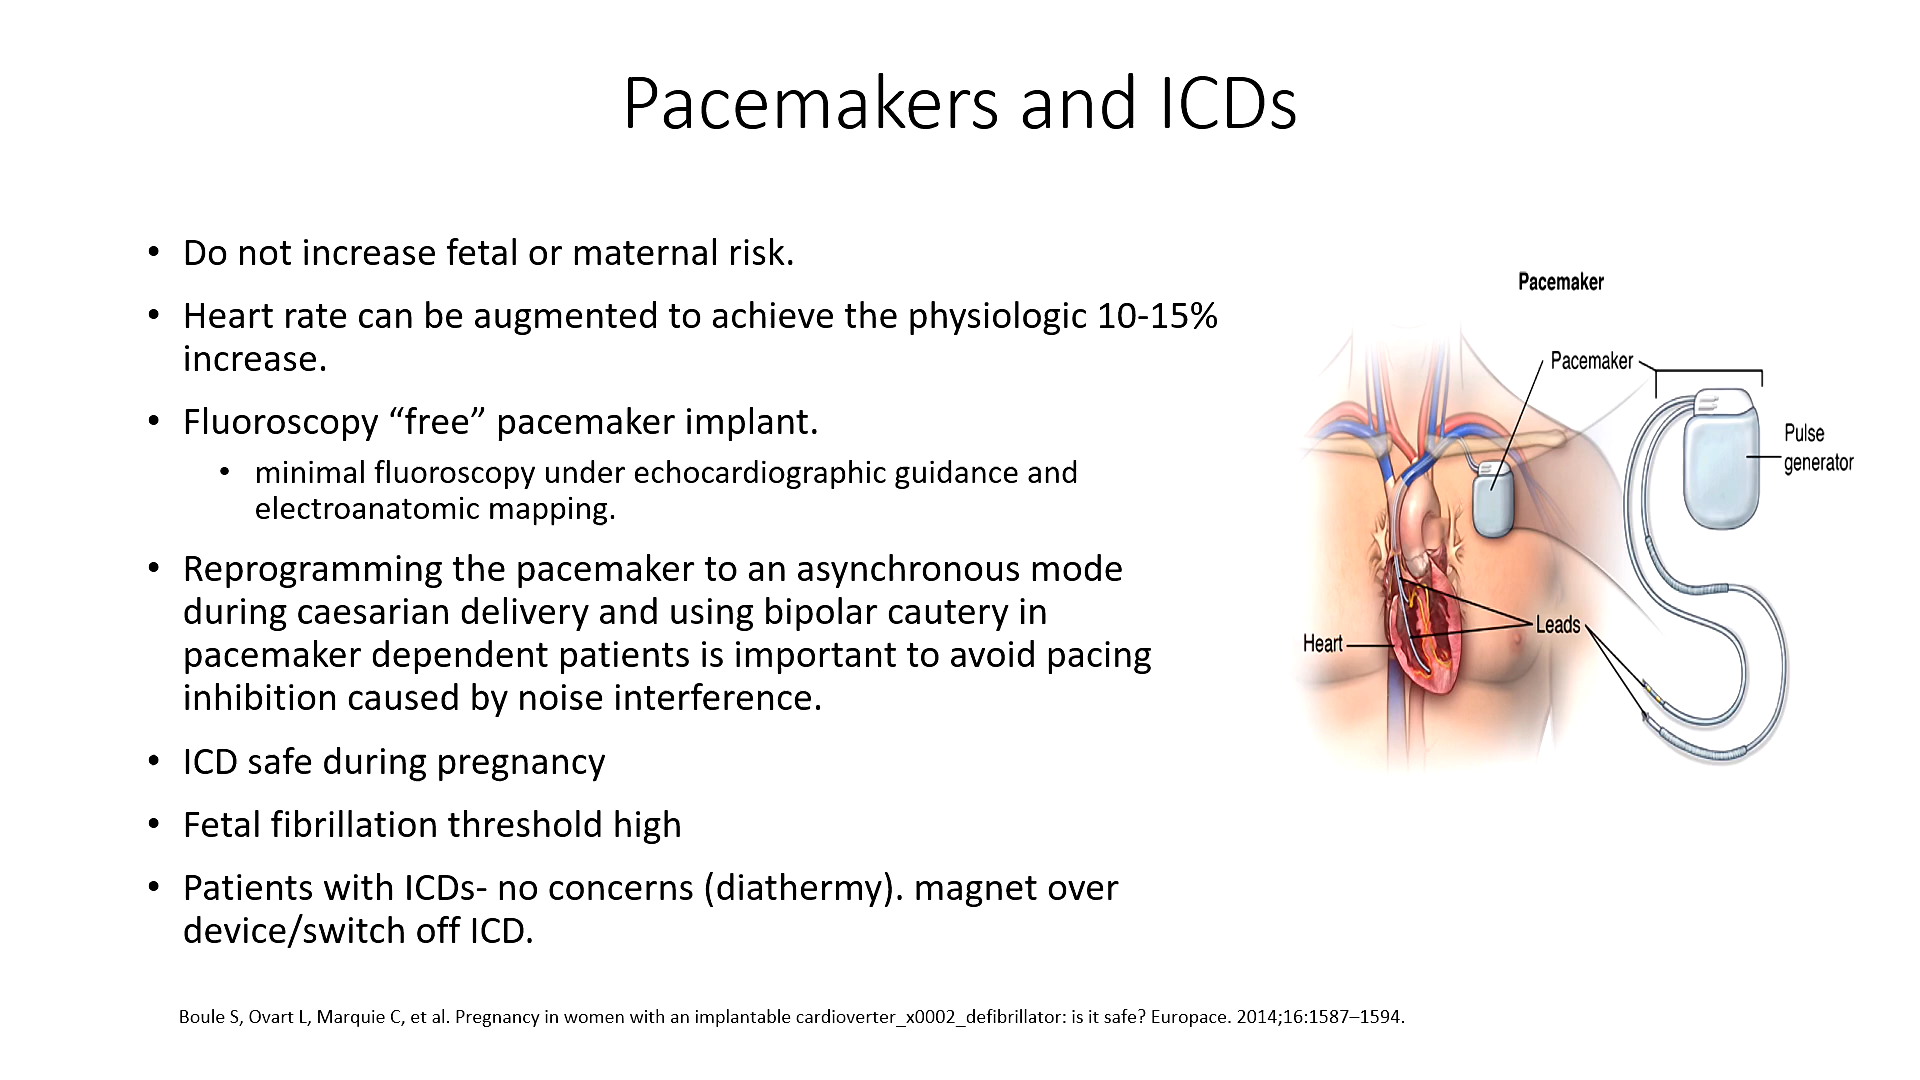 Pacemakers and ICDs
• Do not increase fetal or maternal risk.
• Heart rate can be augmented to achieve the physiologic 10-15%
increase.
• Fluoroscopy “free” pacemaker implant.
• minimal fluoroscopy under echocardiographic guidance and
electroanatomic mapping.
• Reprogramming the pacemaker to an asynchronous mode
during caesarian delivery and using bipolar cautery in
pacemaker dependent patients is important to avoid pacing
inhibition caused by noise interference.
• ICD safe during pregnancy
• Fetal fibrillation threshold high
• Patients with ICDs- no concerns (diathermy). magnet over
device/switch off ICD.
Pacemaker
Pacemaker
Pulse
generator
Leads
Heart
Boule S, Ovart L, Marquie C, et al. Pregnancy in women with an implantable cardioverter_x0002_defibrillator: is it safe? Europace. 2014;16:1587–1594.